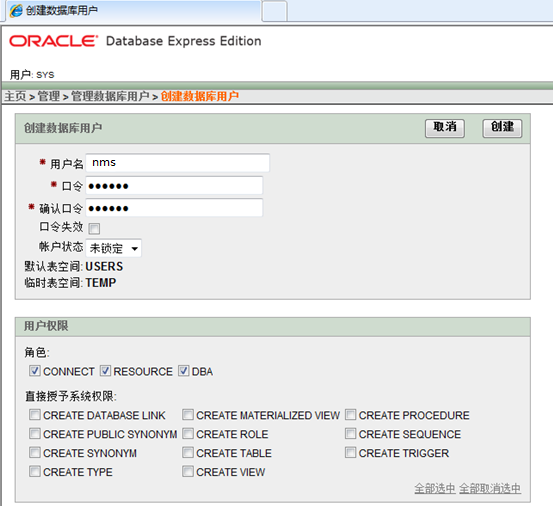 创建数据库用户
ORACLE Database Express Edition
用户: SYS
主页 > 管理 > 管理数据库用户 > 创建数据库用户
创建数据库用户 取消 创建
* 用户名 nms
* 口令 ••••••
* 确认口令 ••••••
口令失效
帐户状态 未锁定
默认表空间: USERS
临时表空间: TEMP
用户权限
角色:
CONNECT RESOURCE DBA
直接授予系统权限:
CREATE DATABASE LINK CREATE MATERIALIZED VIEW CREATE PROCEDURE
CREATE PUBLIC SYNONYM CREATE ROLE CREATE SEQUENCE
CREATE SYNONYM CREATE TABLE CREATE TRIGGER
CREATE TYPE CREATE VIEW
全部选中 全部取消选中